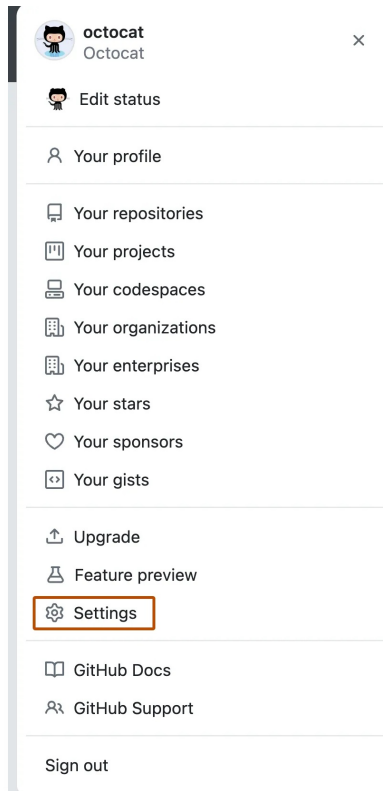 octocat
Octocat
Edit status
Your profile
Your repositories
Your projects
Your codespaces
Your organizations
Your enterprises
Your stars
Your sponsors
Your gists
Upgrade
Feature preview
Settings
GitHub Docs
GitHub Support
Sign out